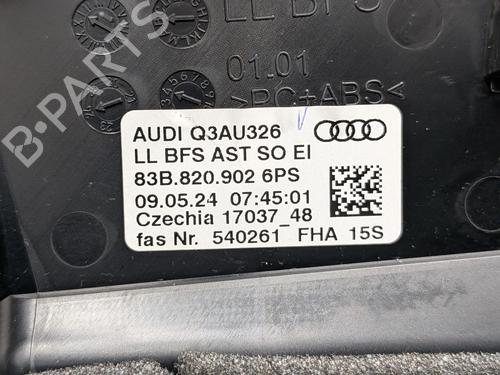 LL BFS
01.01
>PC+ABS<
AUDI Q3AU326
LL BFS AST SO EI
83B.820.902 6PS
09.05.24 07:45:01
Czechia 17037_48
fas Nr. 540261 FHA 15S
B-PARTS